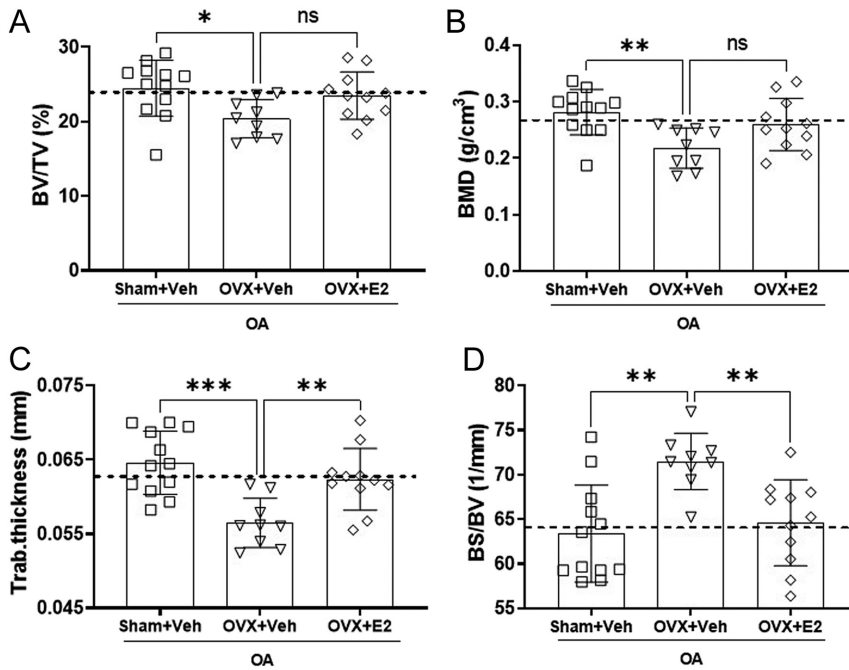 A
* ns
30
20
10
0
BV/TV (%)
Sham+Veh OVX+Veh OVX+E2
OA
B
** ns
0.4
0.3
0.2
0.1
0.0
BMD (g/cm³)
Sham+Veh OVX+Veh OVX+E2
OA
C
*** **
0.075
0.065
0.055
0.045
Trab.thickness (mm)
Sham+Veh OVX+Veh OVX+E2
OA
D
** **
80
75
70
65
60
55
BS/BV (1/mm)
Sham+Veh OVX+Veh OVX+E2
OA